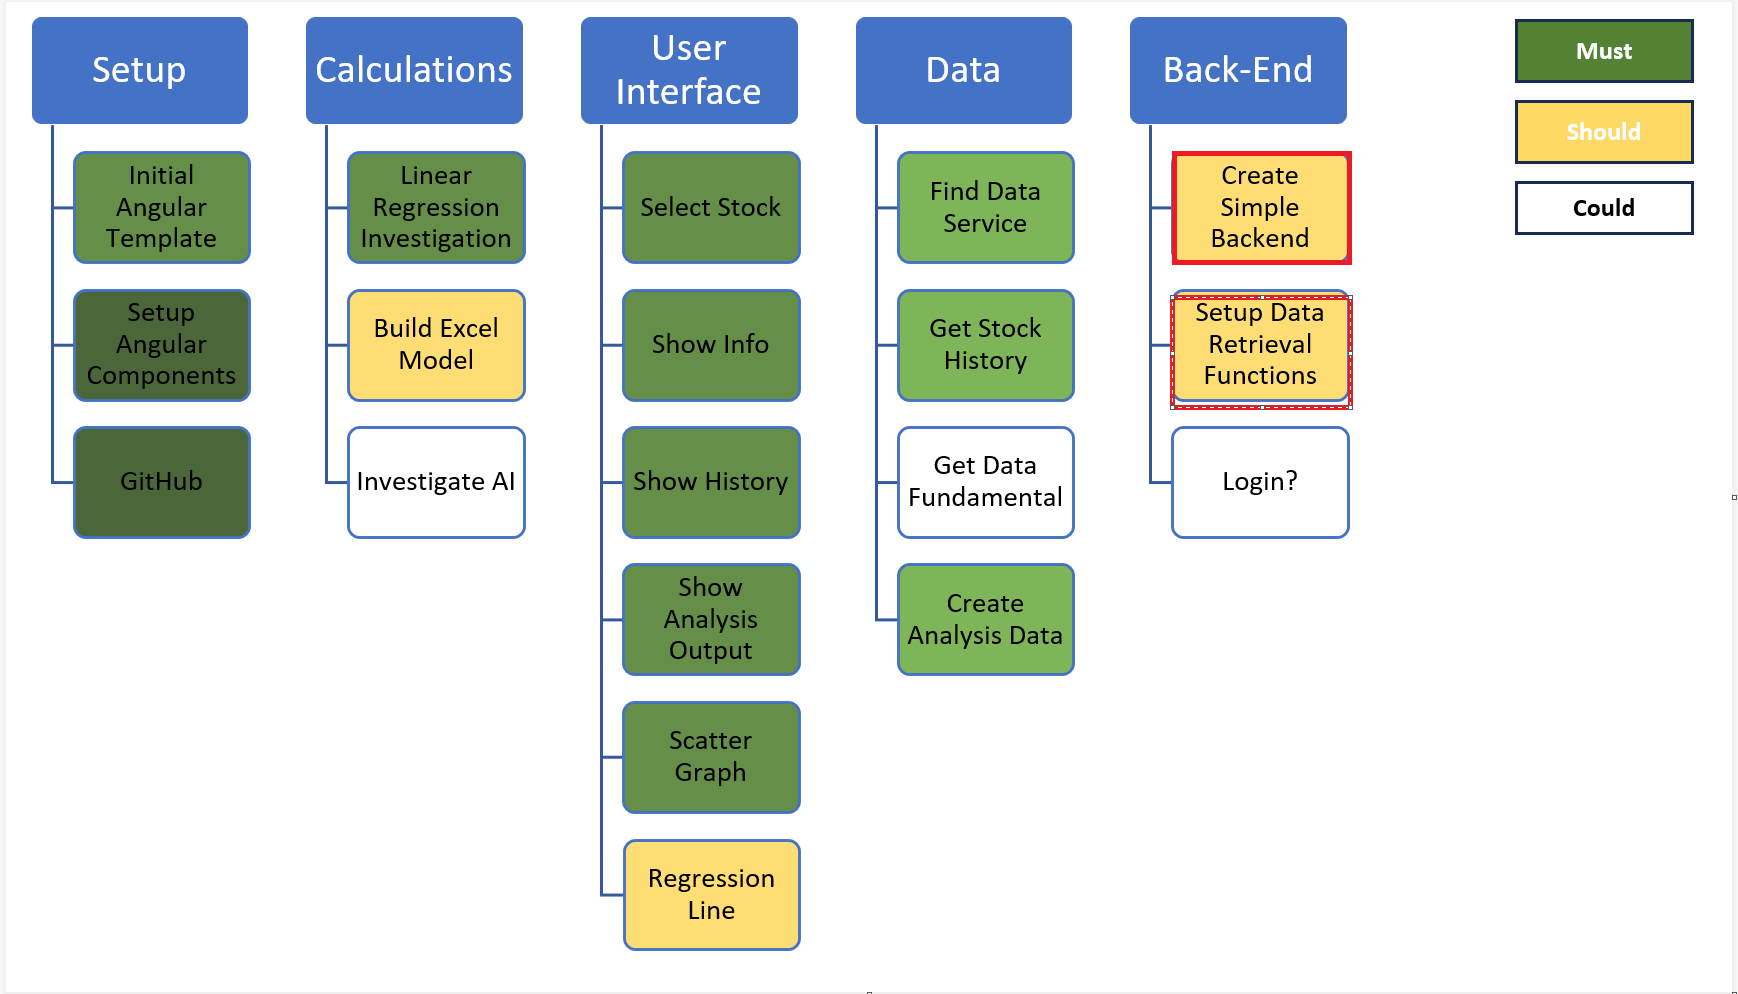 Setup
Initial
Angular
Template
Setup
Angular
Components
GitHub
Calculations
Linear
Regression
Investigation
Build Excel
Model
Investigate AI
User
Interface
Select Stock
Show Info
Show History
Show
Analysis
Output
Scatter
Graph
Regression
Line
Data
Find Data
Service
Get Stock
History
Get Data
Fundamental
Create
Analysis Data
Back-End
Create
Simple
Backend
Setup Data
Retrieval
Functions
Login?
Must
Should
Could